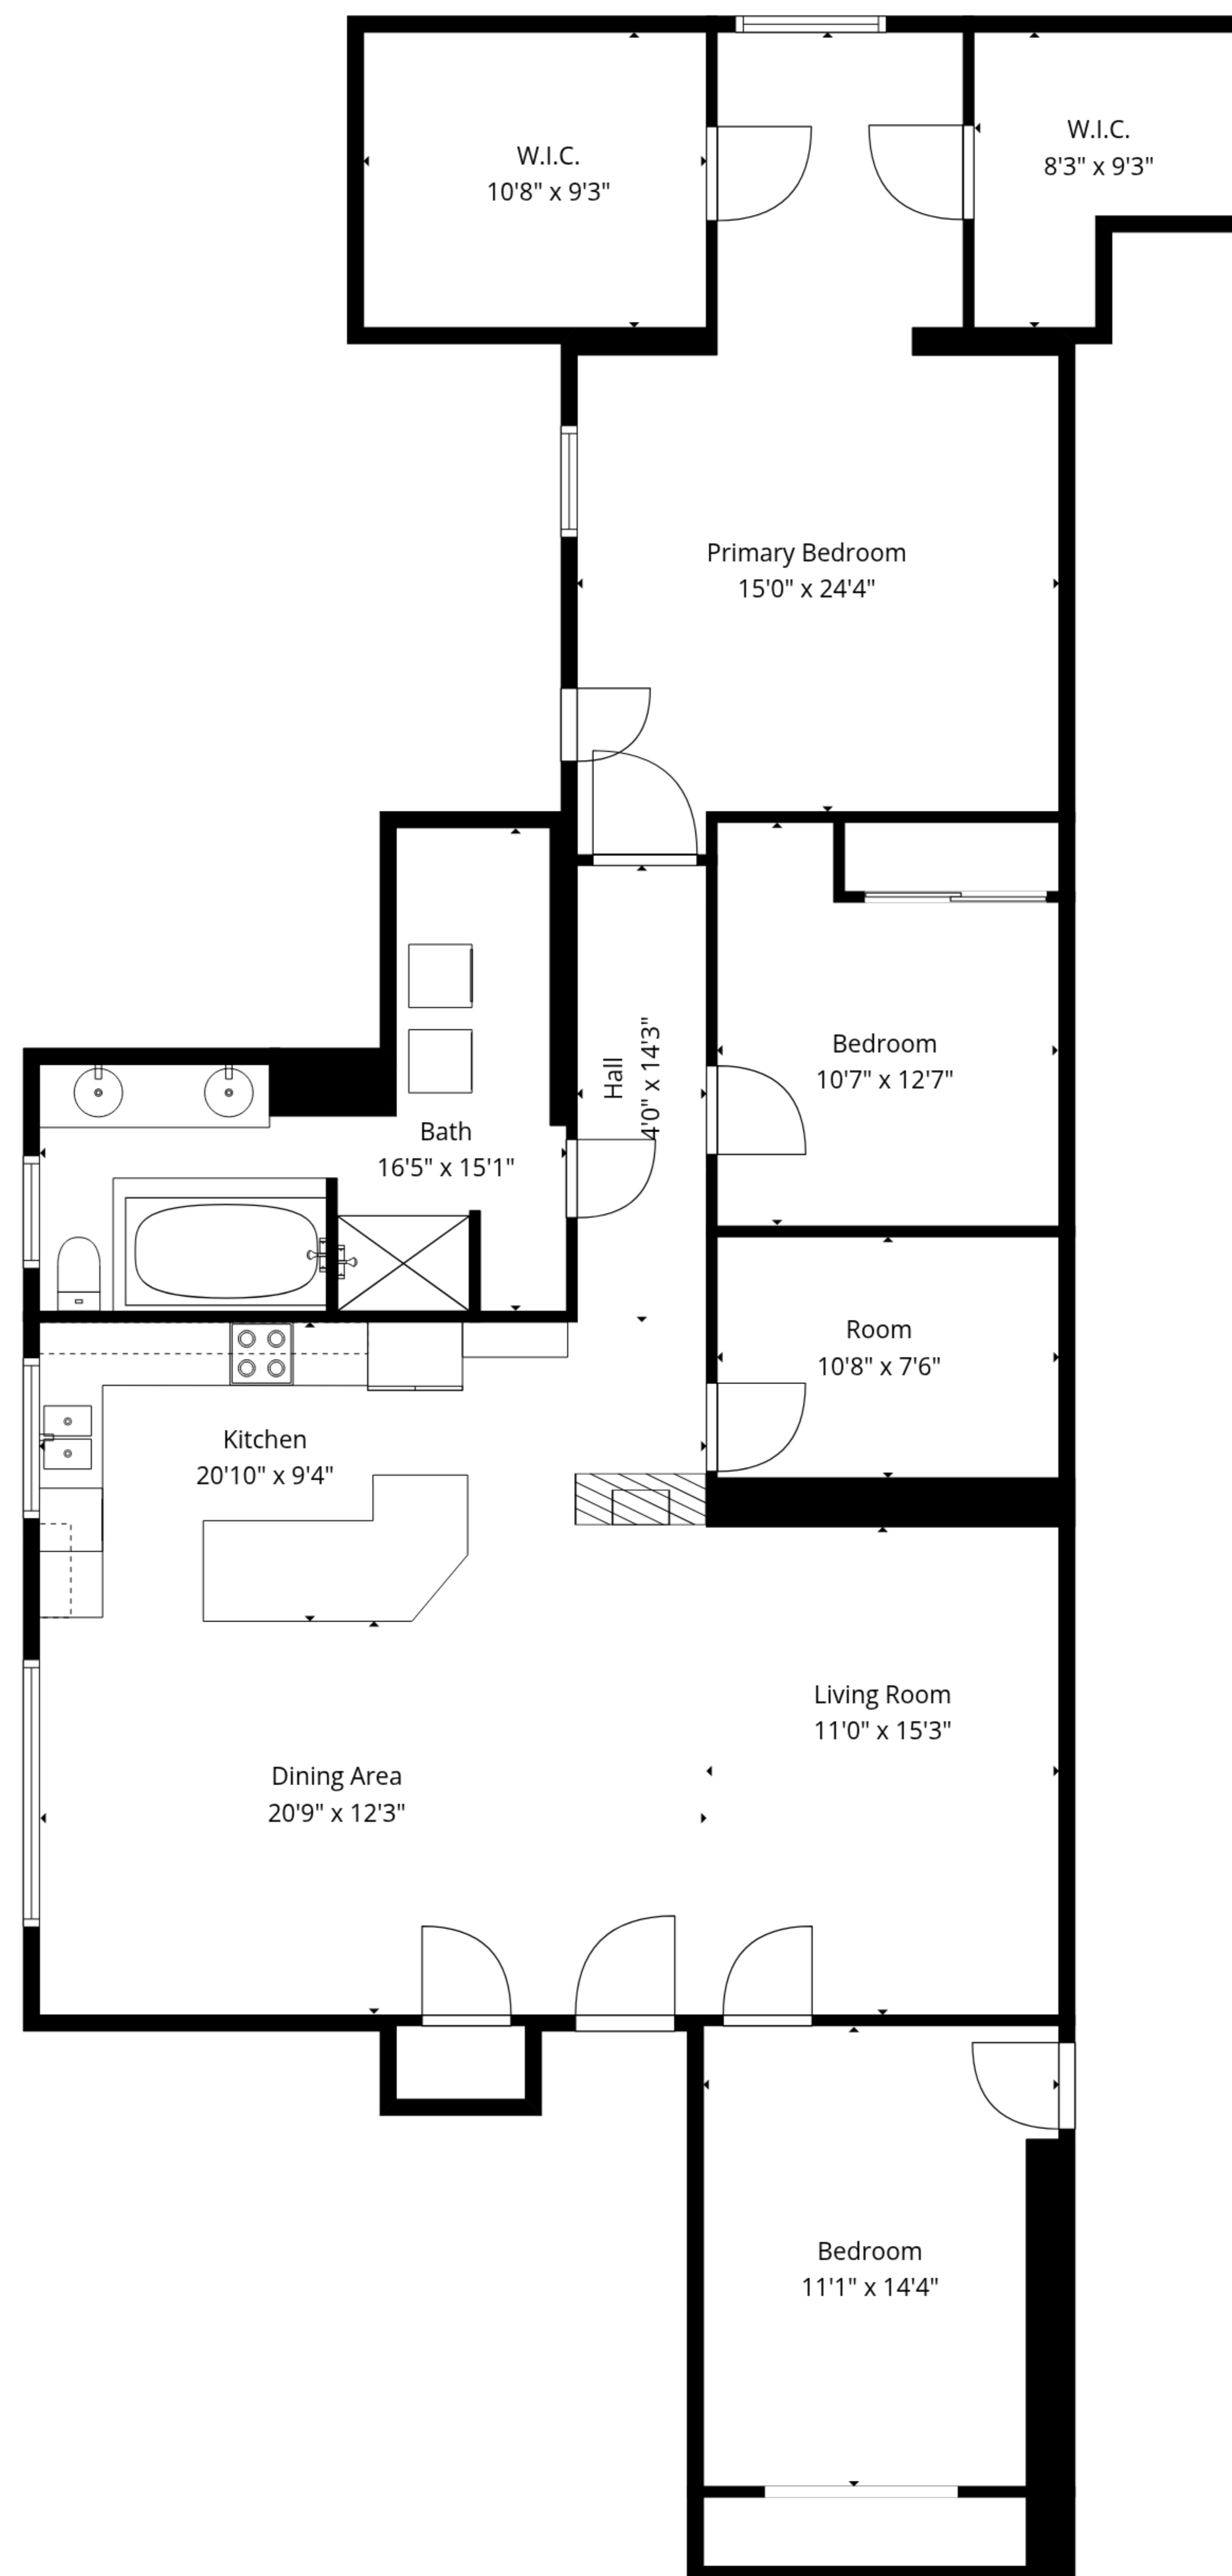 W.I.C.
10'8" x 9'3"
W.I.C.
8'3" x 9'3"
Primary Bedroom
15'0" x 24'4"
Hall
4'0" x 14'3"
Bedroom
10'7" x 12'7"
Bath
16'5" x 15'1"
Room
10'8" x 7'6"
Kitchen
20'10" x 9'4"
Living Room
11'0" x 15'3"
Dining Area
20'9" x 12'3"
Bedroom
11'1" x 14'4"